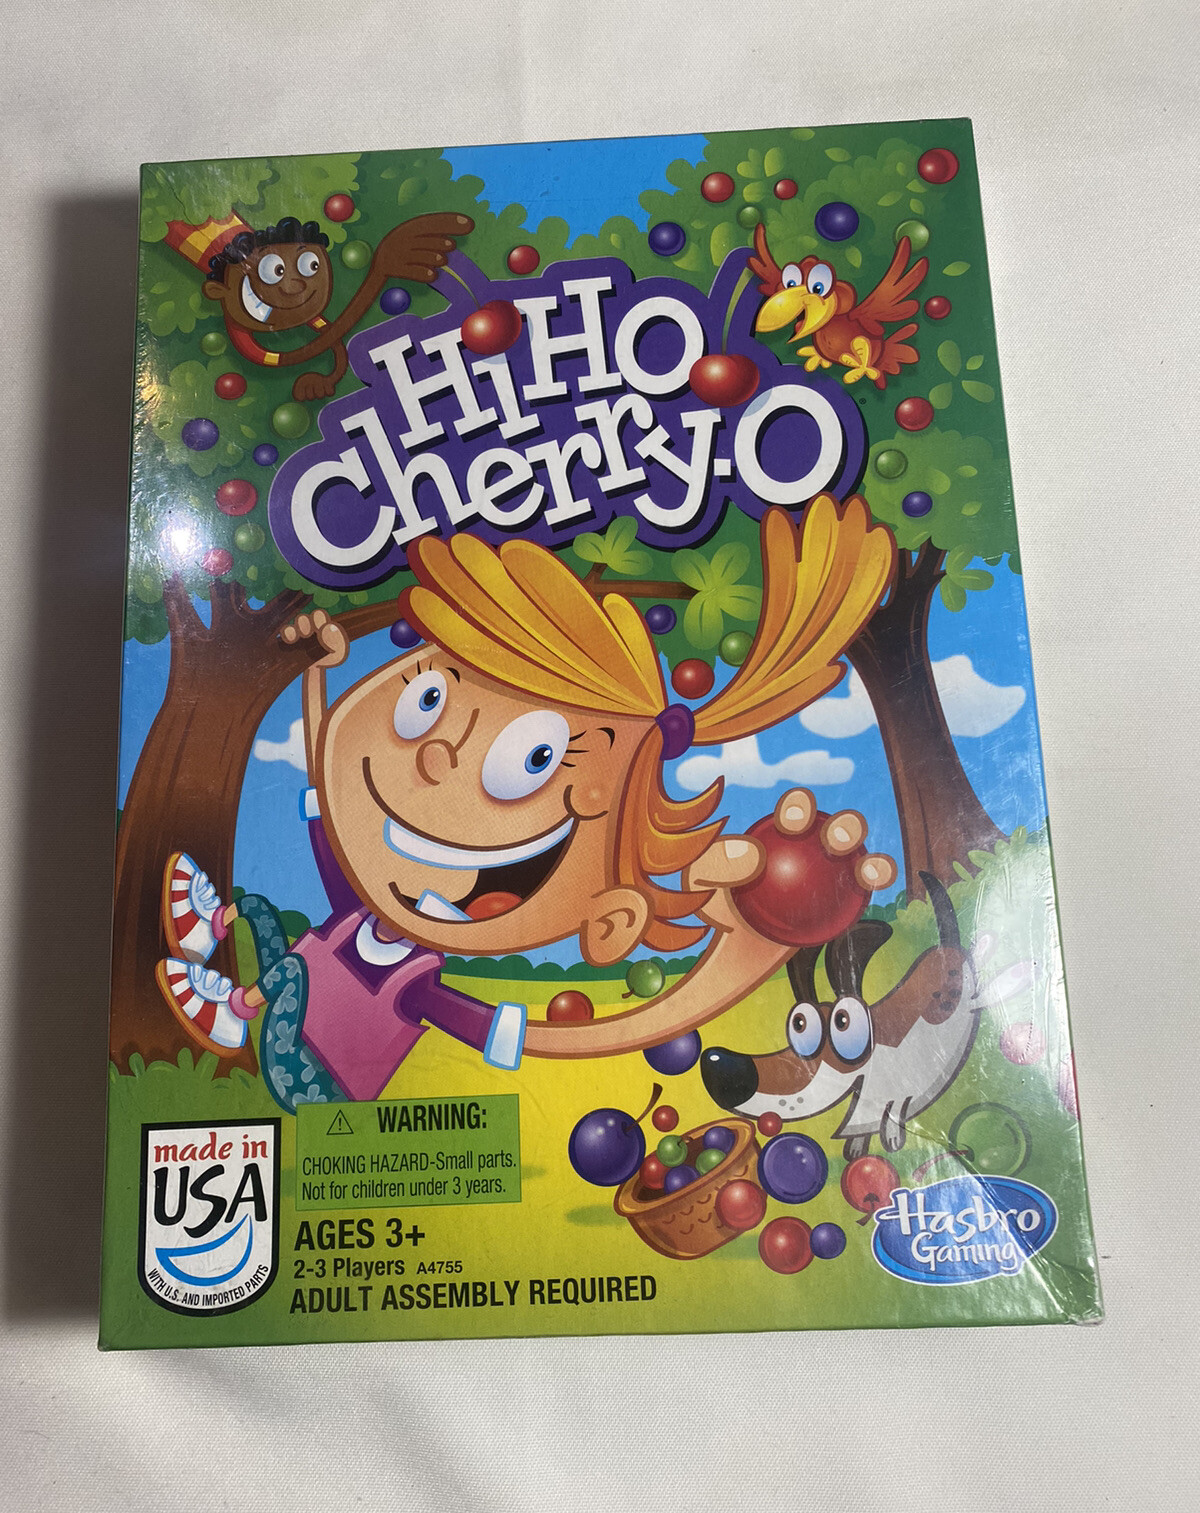 Hi Ho
Cherry-O
made in
USA
WITH U.S. AND IMPORTED PARTS
⚠ WARNING:
CHOKING HAZARD-Small parts.
Not for children under 3 years.
AGES 3+
2-3 Players A4755
ADULT ASSEMBLY REQUIRED
Hasbro
Gaming